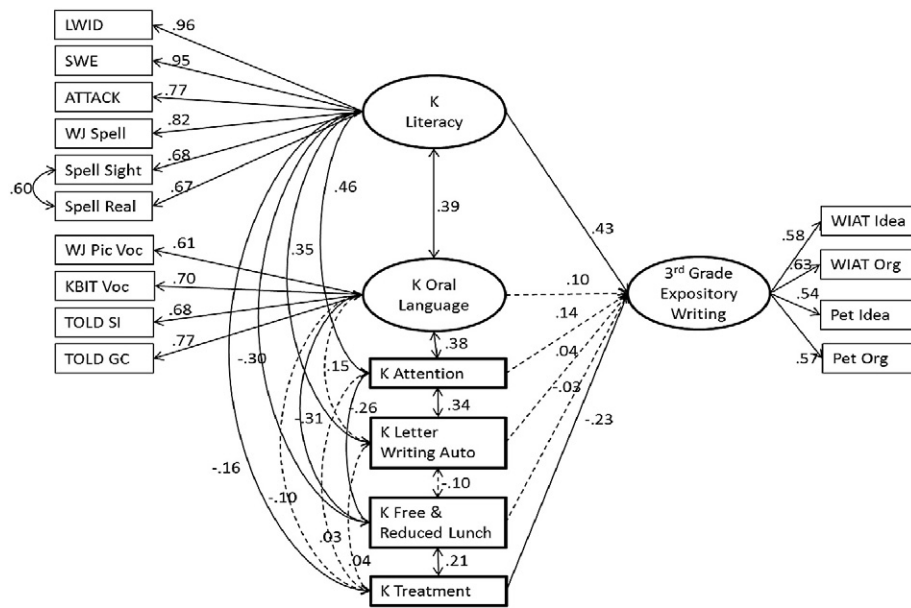 LWID
.96
SWE
.95
ATTACK
.77
WJ Spell
.82
Spell Sight
.68
.60
Spell Real
.67
WJ Pic Voc
.61
KBIT Voc
.70
TOLD SI
.68
TOLD GC
.77
K
Literacy
.46
.39
.35
K Oral
Language
.38
K Attention
.15
-.30
-.31
-.26
.34
K Letter
Writing Auto
-.16
-.10
-.10
K Free &
Reduced Lunch
.03
.04
.21
K Treatment
.43
.10
.14
.04
-.03
-.23
3rd Grade
Expository
Writing
.58
WIAT Idea
.63
WIAT Org
.54
Pet Idea
.57
Pet Org